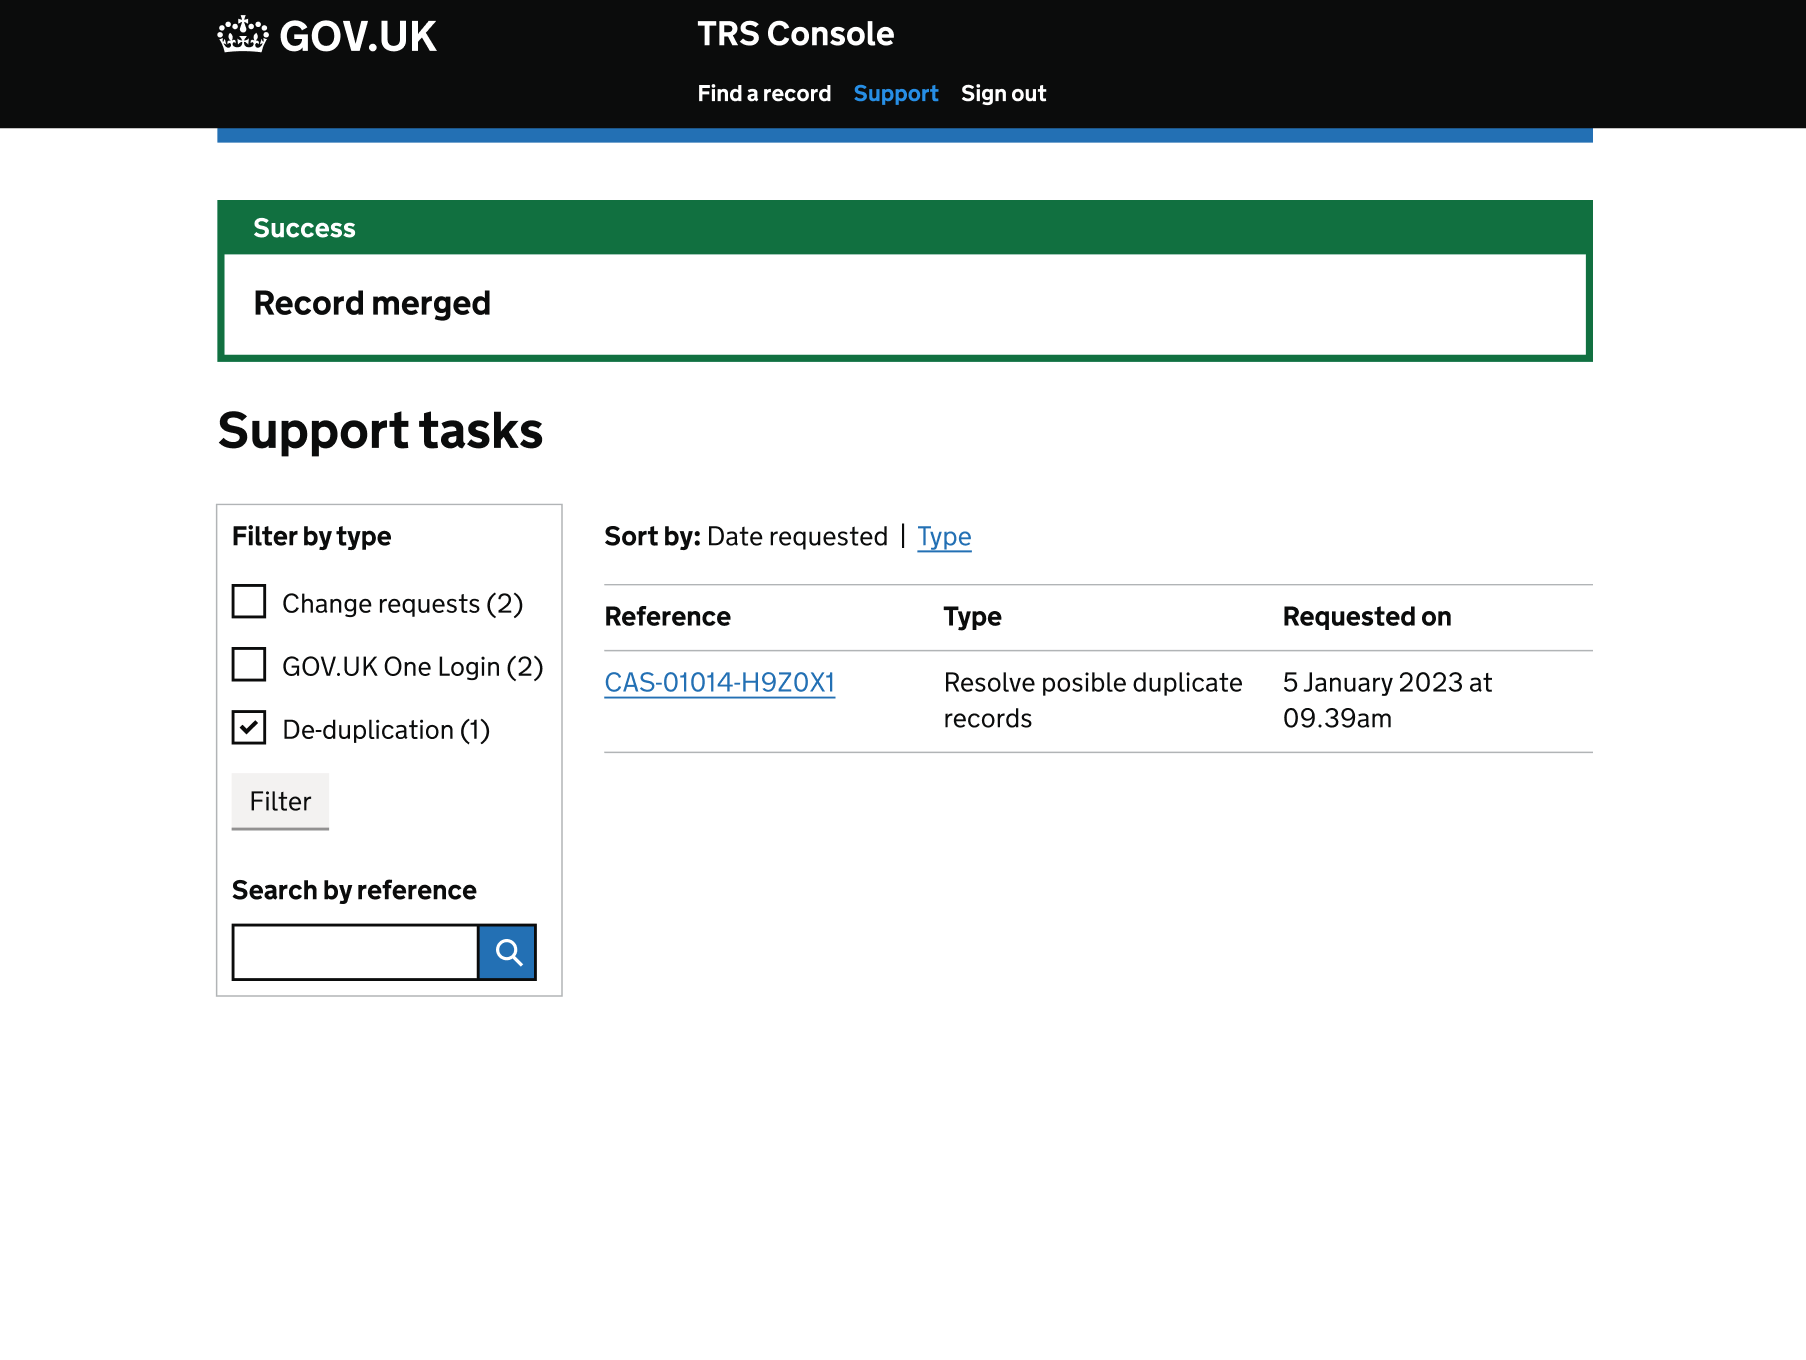 GOV.UK
TRS Console
Find a record Support Sign out
Success
Record merged
Support tasks
Filter by type
Change requests (2)
GOV.UK One Login (2)
De-duplication (1)
Filter
Search by reference
Sort by: Date requested | Type
Reference Type Requested on
CAS-01014-H9Z0X1 Resolve posible duplicate 5 January 2023 at
records 09.39am